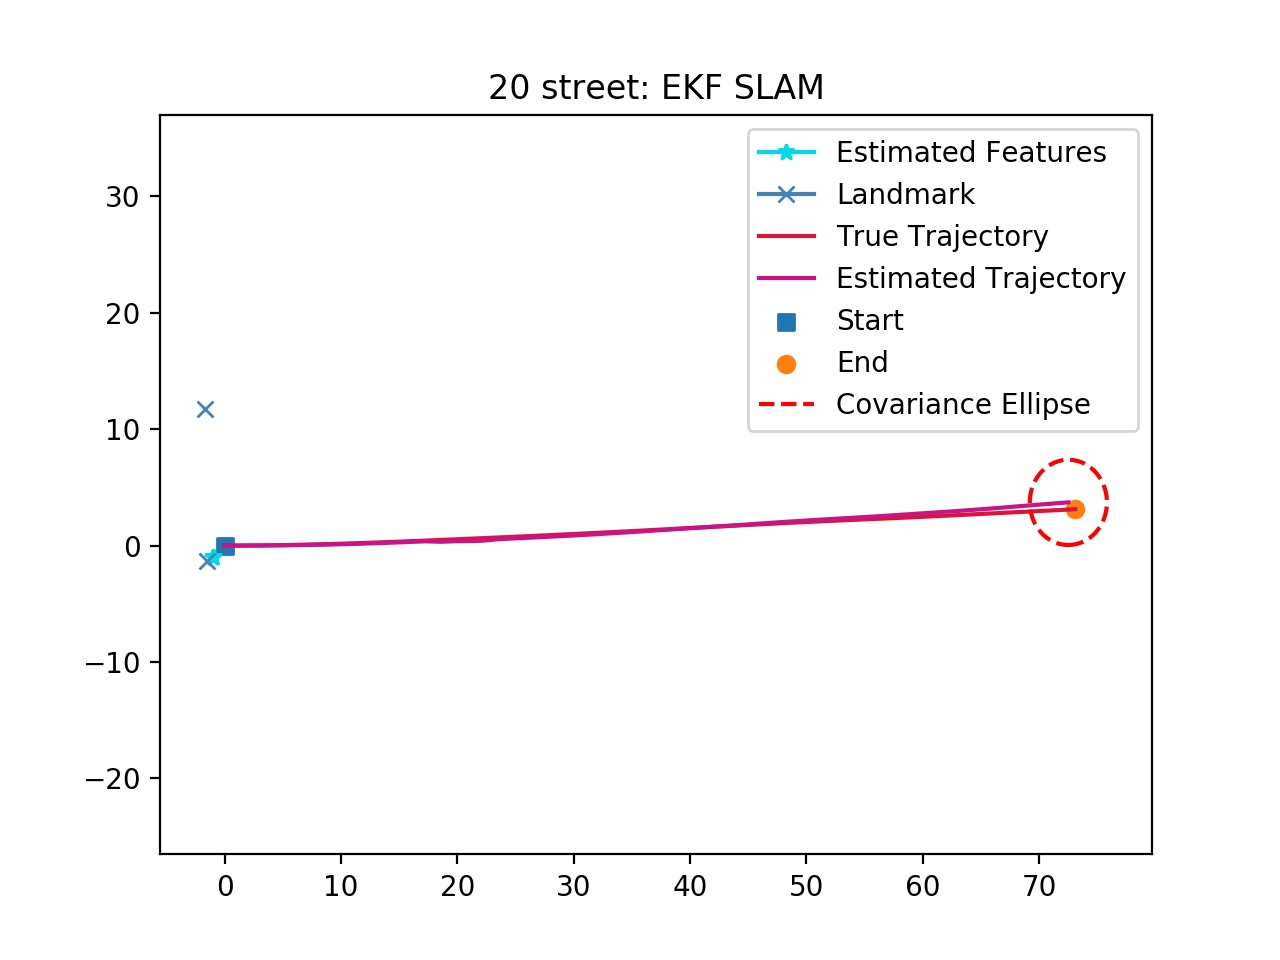 20 street: EKF SLAM
Estimated Features
Landmark
True Trajectory
Estimated Trajectory
Start
End
Covariance Ellipse
30
20
10
0
−10
−20
0 10 20 30 40 50 60 70